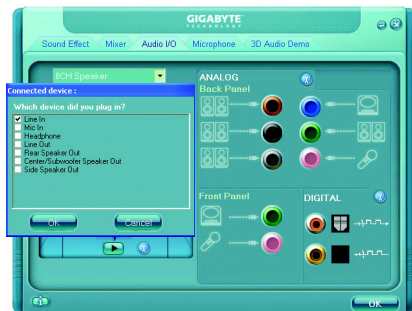 GIGABYTE
TECHNOLOGY
Sound Effect
Mixer
Audio I/O
Microphone
3D Audio Demo
8CH Speaker
ANALOG
Back Panel
Connected device :
Which device did you plug in?
Line In
Mic In
Headphone
Line Out
Rear Speaker Out
Center/Subwoofer Speaker Out
Side Speaker Out
OK
Cancel
Front Panel
DIGITAL
OK